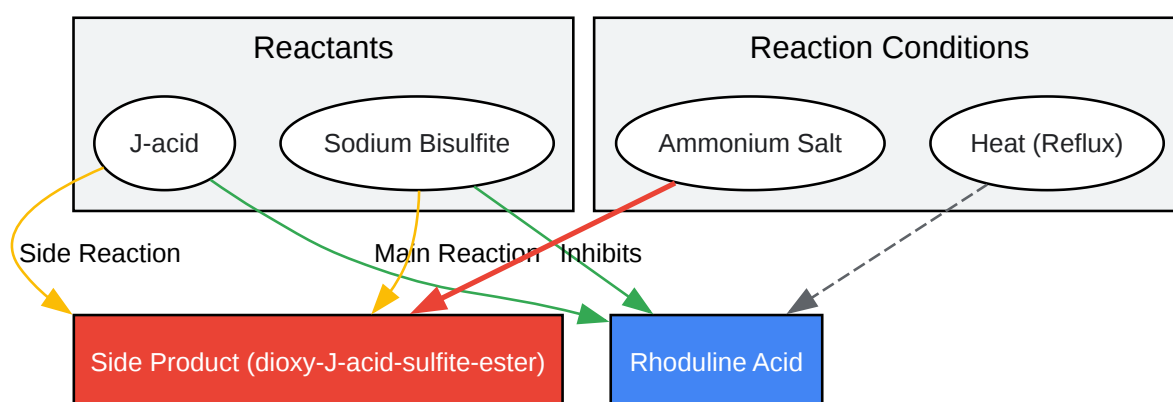 Reactants
Reaction Conditions
J-acid
Sodium Bisulfite
Ammonium Salt
Heat (Reflux)
Side Reaction
Main Reaction
Inhibits
Side Product (dioxy-J-acid-sulfite-ester)
Rhoduline Acid